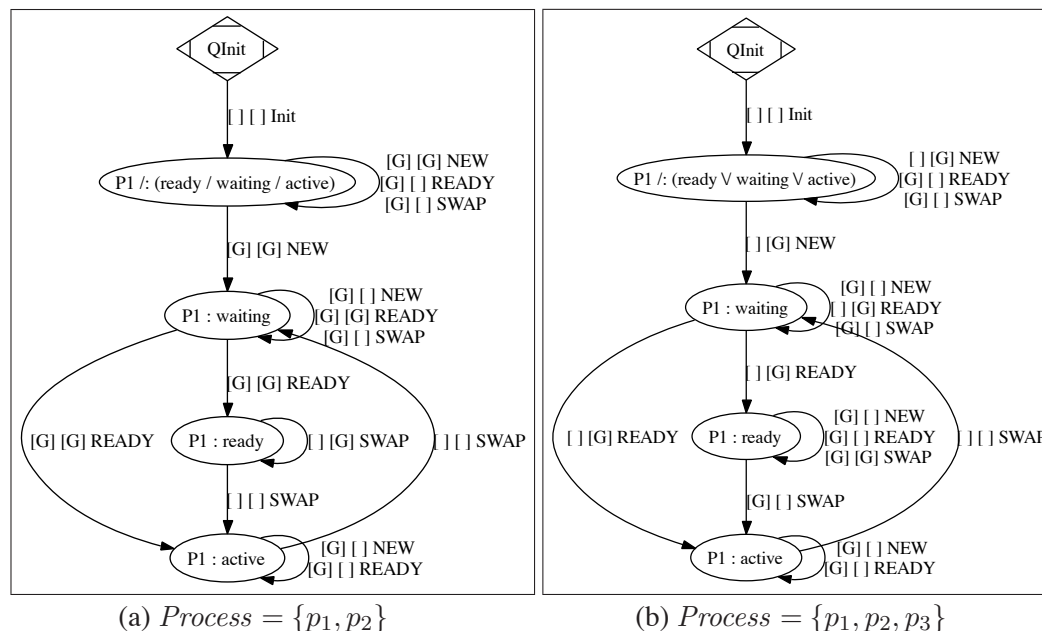 QInit
[ ] [ ] Init
P1 /: (ready / waiting / active)
[G] [G] NEW
[G] [ ] READY
[G] [ ] SWAP
[G] [G] NEW
P1 : waiting
[G] [ ] NEW
[G] [G] READY
[G] [ ] SWAP
[G] [G] READY
[G] [G] READY
P1 : ready
[ ] [G] SWAP
[ ] [ ] SWAP
[ ] [ ] SWAP
P1 : active
[G] [ ] NEW
[G] [ ] READY
(a) Process = {p1, p2}
QInit
[ ] [ ] Init
P1 /: (ready \/ waiting \/ active)
[ ] [G] NEW
[G] [ ] READY
[G] [ ] SWAP
[ ] [G] NEW
P1 : waiting
[G] [ ] NEW
[ ] [G] READY
[G] [ ] SWAP
[ ] [G] READY
[ ] [G] READY
P1 : ready
[G] [ ] NEW
[G] [ ] READY
[G] [G] SWAP
[ ] [ ] SWAP
[G] [ ] SWAP
P1 : active
[G] [ ] NEW
[G] [ ] READY
(b) Process = {p1, p2, p3}